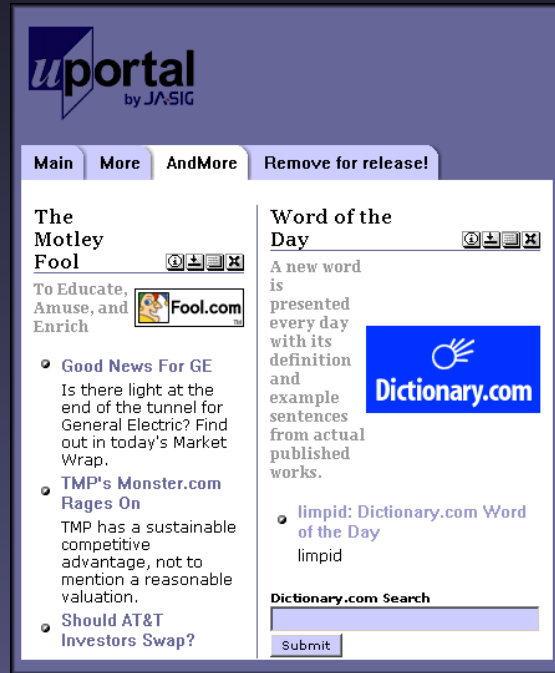 uportal
by JASIG
Main
More
AndMore
Remove for release!
The
Motley
Fool
To Educate,
Amuse, and
Enrich
Fool.com
TM
Good News For GE
Is there light at the
end of the tunnel for
General Electric? Find
out in today's Market
Wrap.
TMP's Monster.com
Rages On
TMP has a sustainable
competitive
advantage, not to
mention a reasonable
valuation.
Should AT&T
Investors Swap?
Word of the
Day
A new word
is
presented
every day
with its
definition
and
example
sentences
from actual
published
works.
Dictionary.com
limpid: Dictionary.com Word
of the Day
limpid
Dictionary.com Search
Submit